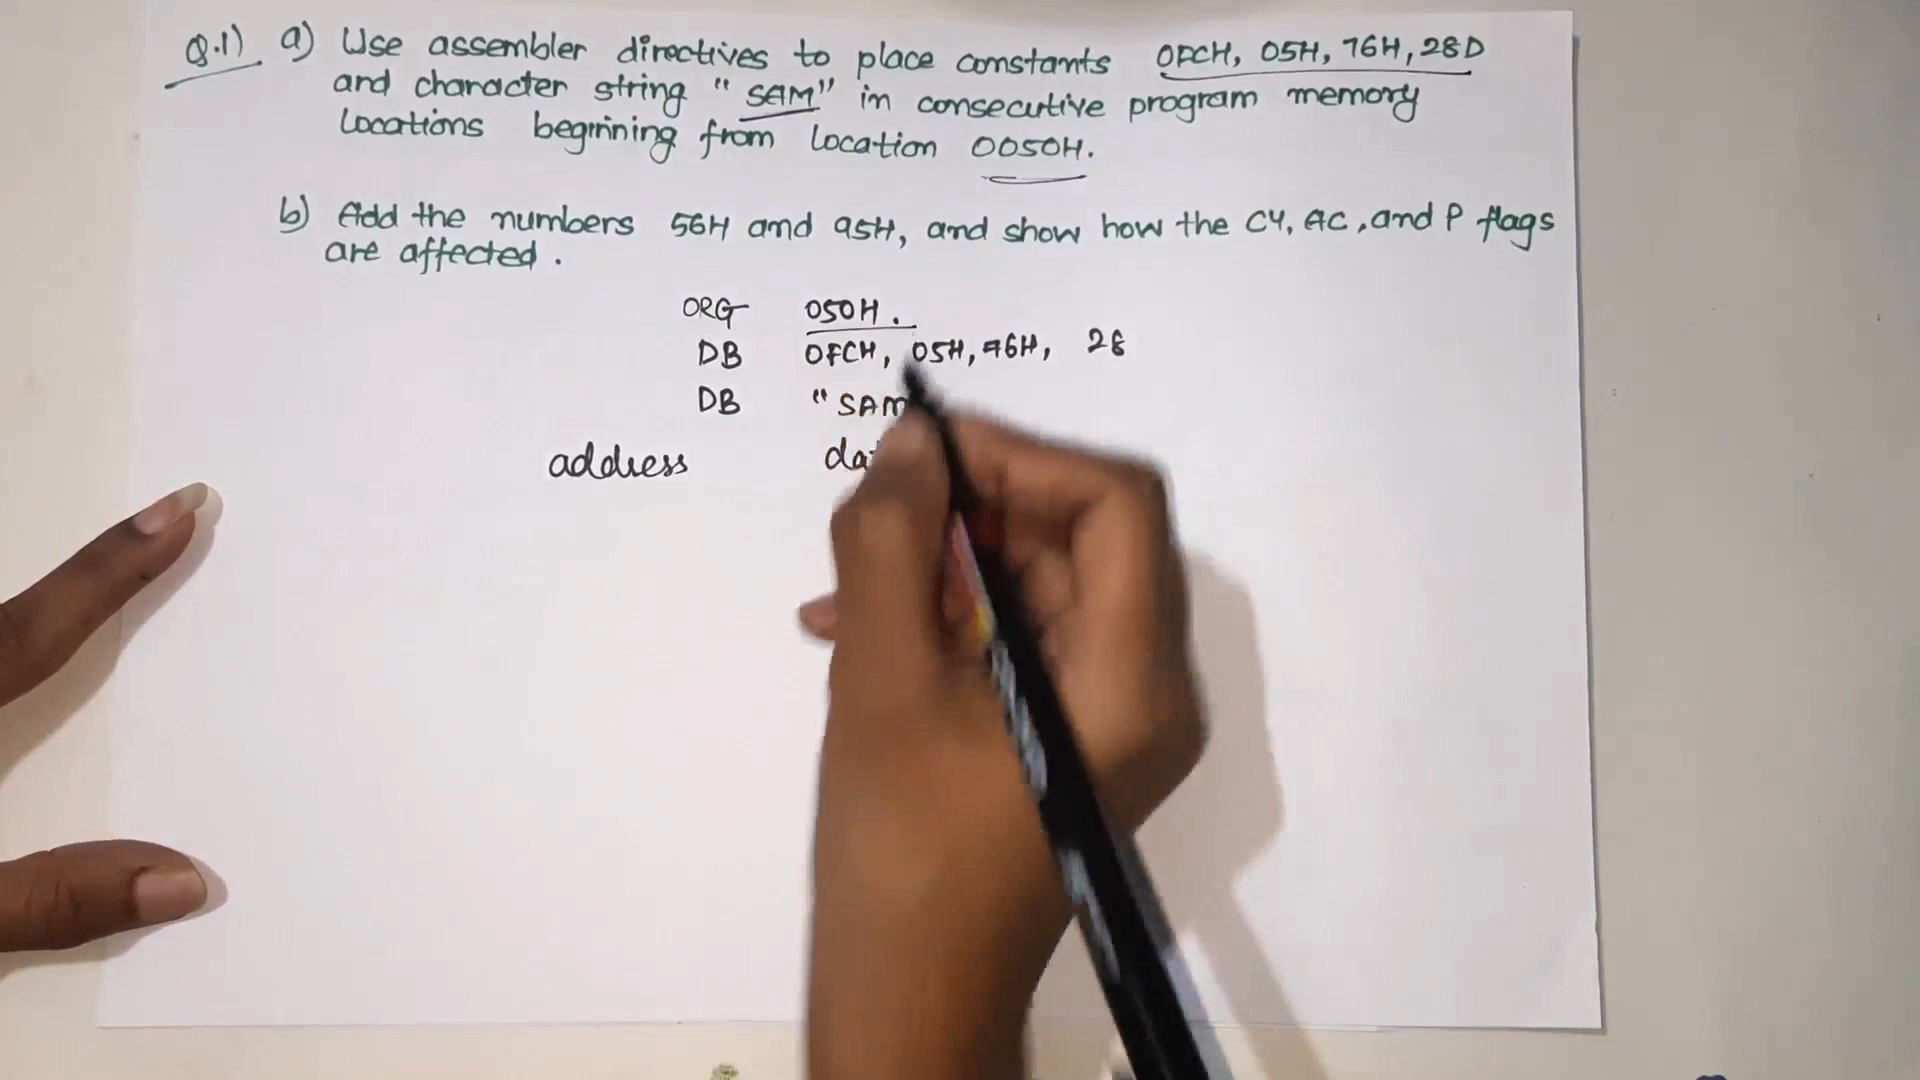 Q.1) a) Use assembler directives to place constants 0FCH, 05H, 76H, 28D
and character string "SAM" in consecutive program memory
Locations beginning from location 0050H.
b) Add the numbers 56H and 95H, and show how the CY, AC, and P flags
are affected.
ORG 050H.
DB 0FCH, 05H, 76H, 28
DB "SAM
address